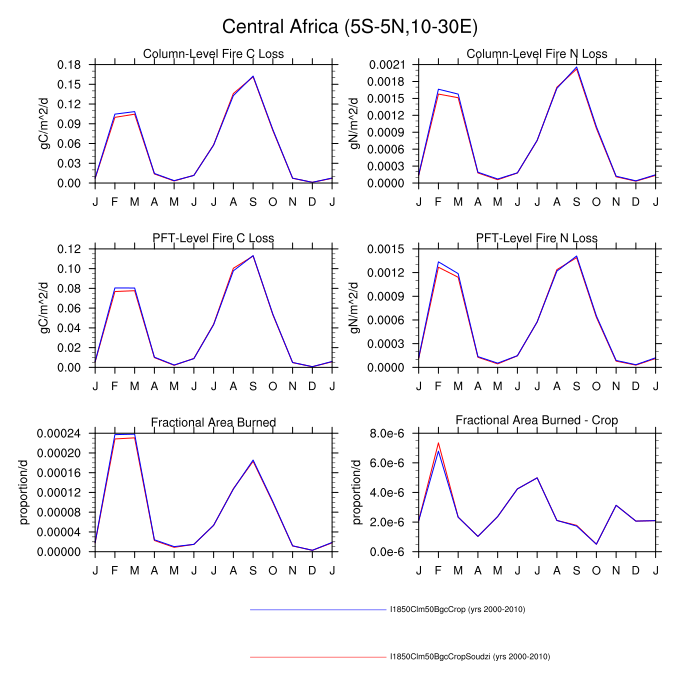 Central Africa (5S-5N,10-30E)
Column-Level Fire C Loss
gC/m^2/d
0.18
0.15
0.12
0.09
0.06
0.03
0.00
J F M A M J J A S O N D J
Column-Level Fire N Loss
gN/m^2/d
0.0021
0.0018
0.0015
0.0012
0.0009
0.0006
0.0003
0.0000
J F M A M J J A S O N D J
PFT-Level Fire C Loss
gC/m^2/d
0.12
0.10
0.08
0.06
0.04
0.02
0.00
J F M A M J J A S O N D J
PFT-Level Fire N Loss
gN/m^2/d
0.0015
0.0012
0.0009
0.0006
0.0003
0.0000
J F M A M J J A S O N D J
Fractional Area Burned
proportion/d
0.00024
0.00020
0.00016
0.00012
0.00008
0.00004
0.00000
J F M A M J J A S O N D J
Fractional Area Burned - Crop
proportion/d
8.0e-6
6.0e-6
4.0e-6
2.0e-6
0.0e-6
J F M A M J J A S O N D J
I1850Clm50BgcCrop (yrs 2000-2010)
I1850Clm50BgcCropSoudzi (yrs 2000-2010)